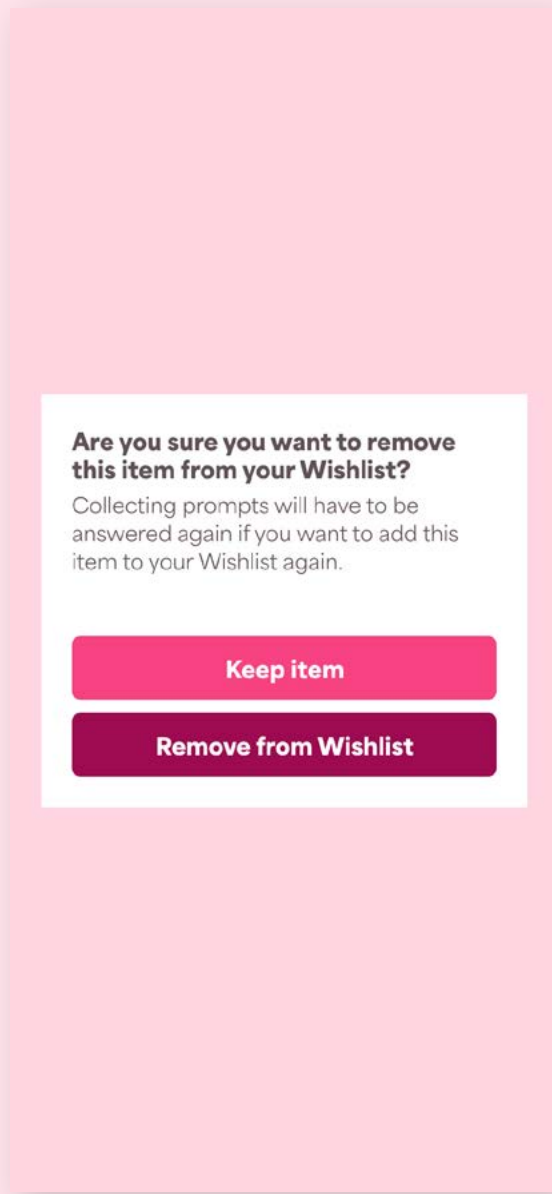 Are you sure you want to remove
this item from your Wishlist?
Collecting prompts will have to be
answered again if you want to add this
item to your Wishlist again.
Keep item
Remove from Wishlist